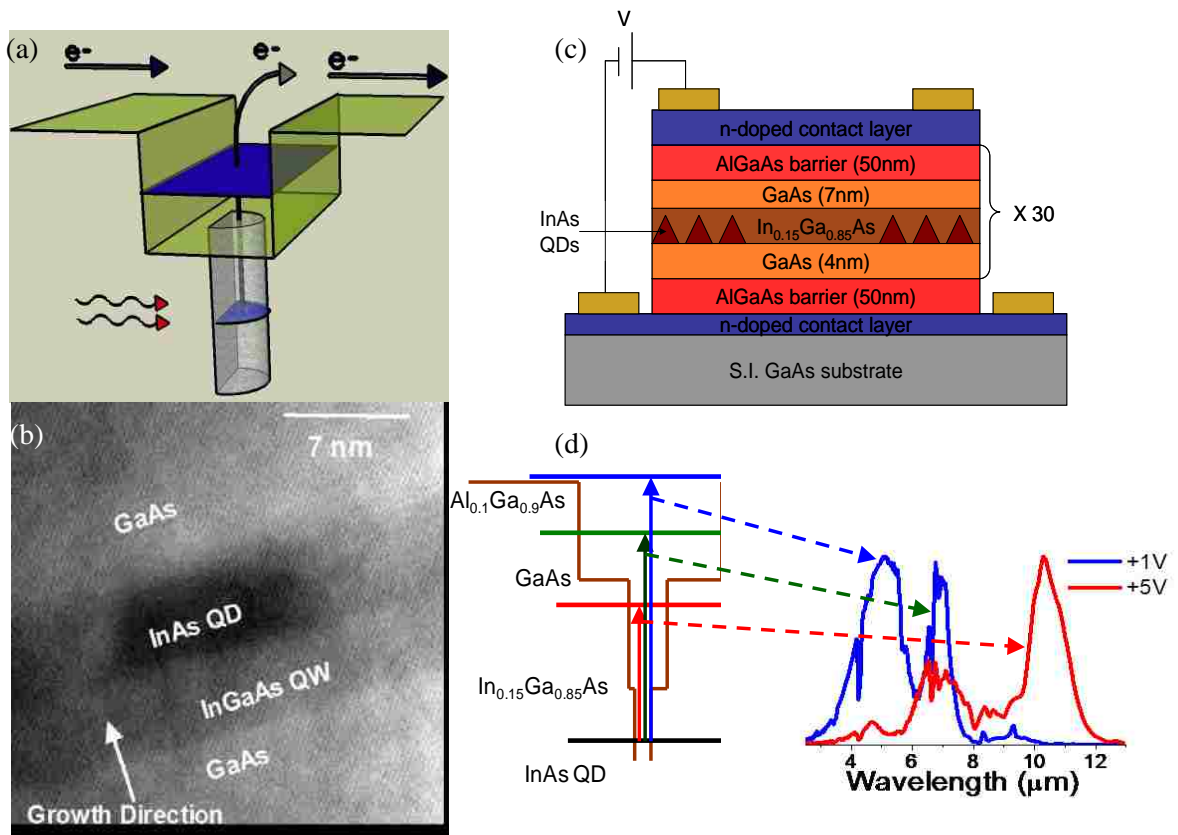 (a)
e-
e-
e-
(b)
7 nm
GaAs
InAs QD
InGaAs QW
GaAs
Growth Direction
(c)
V
n-doped contact layer
AlGaAs barrier (50nm)
GaAs (7nm)
InAs
QDs
In0.15Ga0.85As
X 30
GaAs (4nm)
AlGaAs barrier (50nm)
n-doped contact layer
S.I. GaAs substrate
(d)
Al0.1Ga0.9As
GaAs
In0.15Ga0.85As
InAs QD
+1V
+5V
4 6 8 10 12
Wavelength (μm)